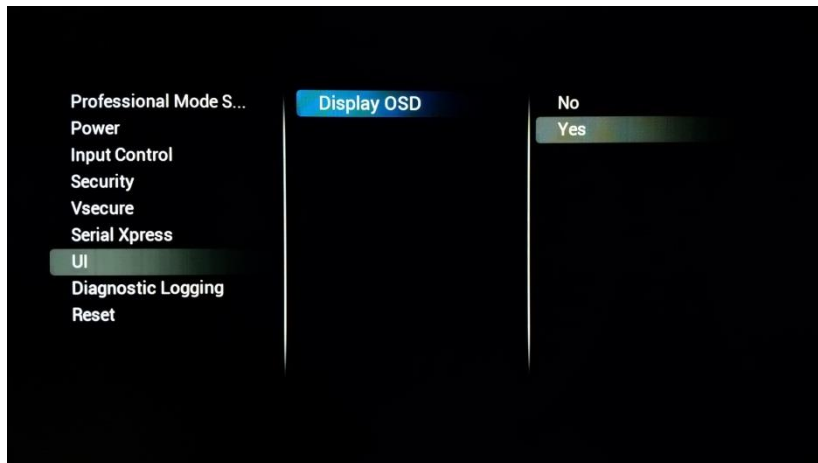 Professional Mode S...
Power
Input Control
Security
Vsecure
Serial Xpress
UI
Diagnostic Logging
Reset
Display OSD
No
Yes